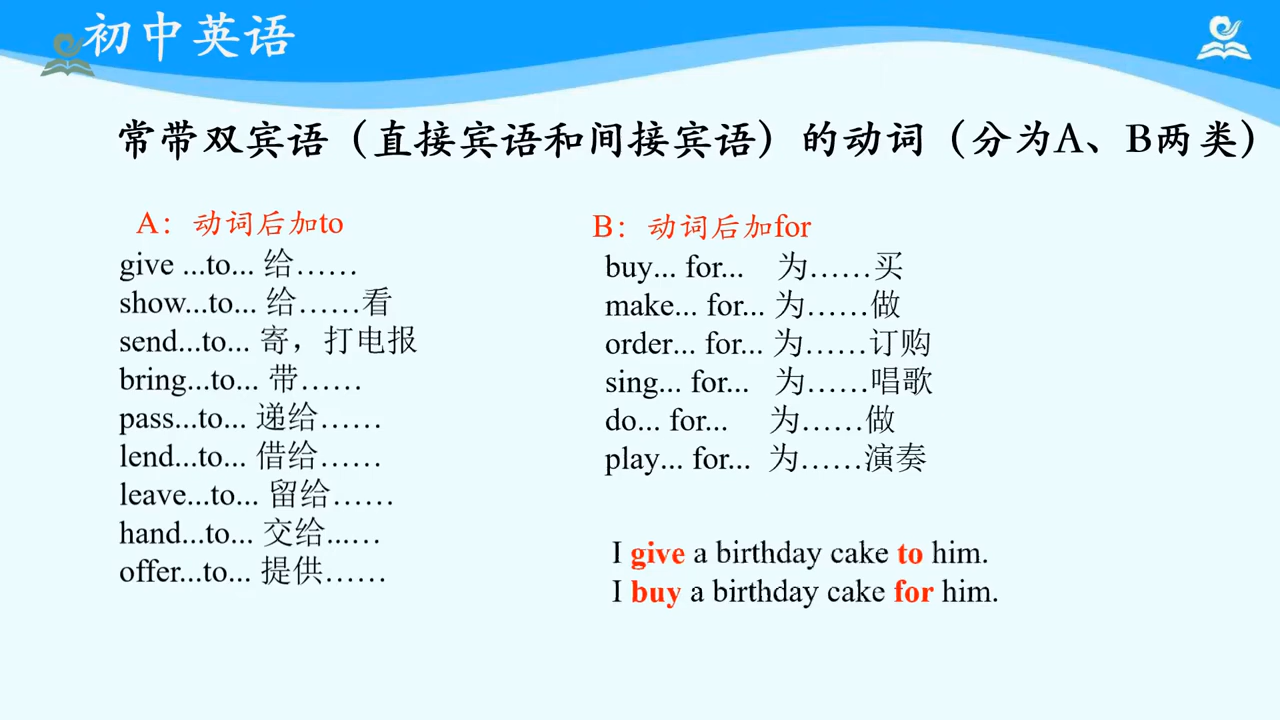 初中英语
常带双宾语（直接宾语和间接宾语）的动词（分为A、B两类）
A：动词后加to
give ...to... 给……
show...to... 给……看
send...to... 寄，打电报
bring...to... 带……
pass...to... 递给……
lend...to... 借给……
leave...to... 留给……
hand...to... 交给...…
offer...to... 提供……
B：动词后加for
buy... for... 为……买
make... for... 为……做
order... for... 为……订购
sing... for... 为……唱歌
do... for... 为……做
play... for... 为……演奏
I give a birthday cake to him.
I buy a birthday cake for him.